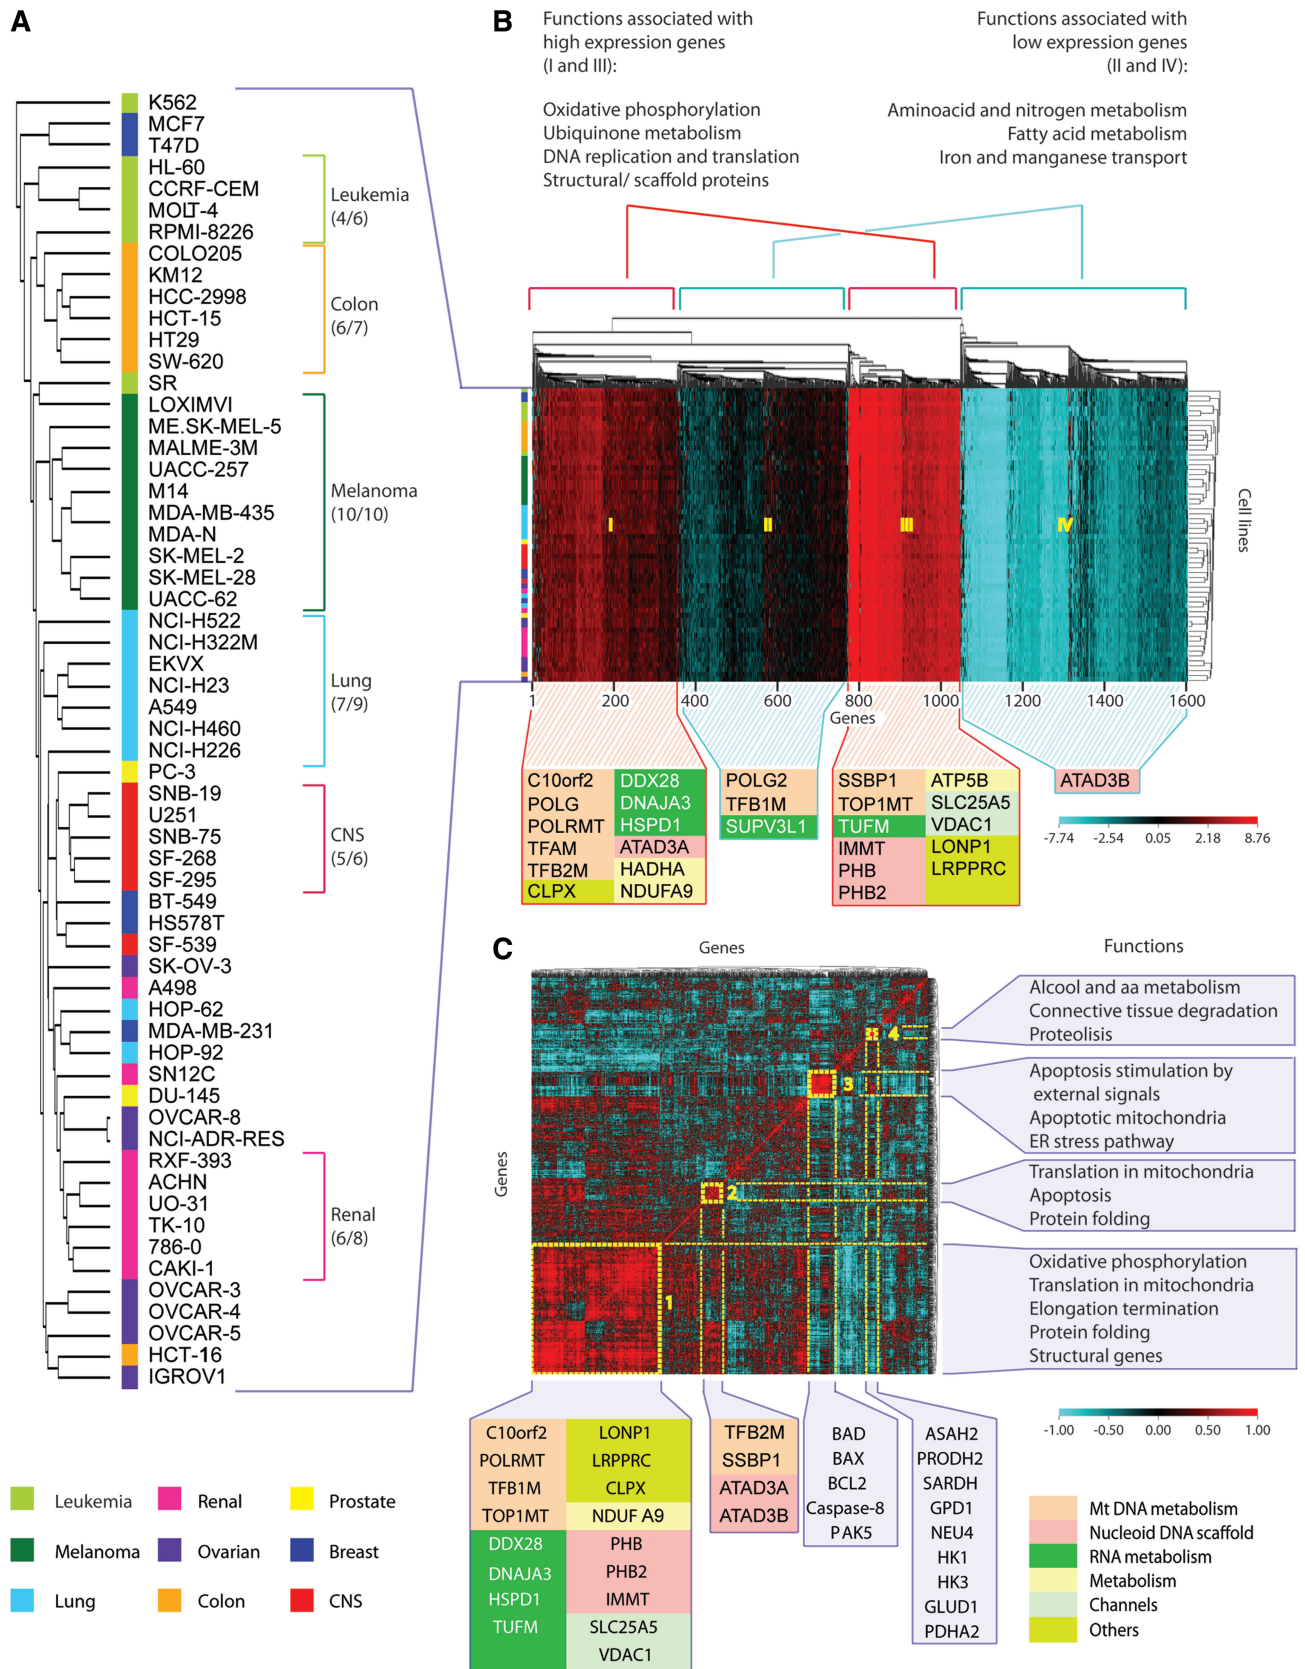 A
K562
MCF7
T47D
HL-60
CCRF-CEM
MOLT-4
RPMI-8226
COLO205
KM12
HCC-2998
HCT-15
HT29
SW-620
SR
LOXIMVI
ME.SK-MEL-5
MALME-3M
UACC-257
M14
MDA-MB-435
MDA-N
SK-MEL-2
SK-MEL-28
UACC-62
NCI-H522
NCI-H322M
EKVX
NCI-H23
A549
NCI-H460
NCI-H226
PC-3
SNB-19
U251
SNB-75
SF-268
SF-295
BT-549
HS578T
SF-539
SK-OV-3
A498
HOP-62
MDA-MB-231
HOP-92
SN12C
DU-145
OVCAR-8
NCI-ADR-RES
RXF-393
ACHN
UO-31
TK-10
786-0
CAKI-1
OVCAR-3
OVCAR-4
OVCAR-5
HCT-16
IGROV1
Leukemia
(4/6)
Colon
(6/7)
Melanoma
(10/10)
Lung
(7/9)
CNS
(5/6)
Renal
(6/8)
Leukemia
Renal
Prostate
Melanoma
Ovarian
Breast
Lung
Colon
CNS
B
Functions associated with
high expression genes
(I and III):
Oxidative phosphorylation
Ubiquinone metabolism
DNA replication and translation
Structural/ scaffold proteins
Functions associated with
low expression genes
(II and IV):
Aminoacid and nitrogen metabolism
Fatty acid metabolism
Iron and manganese transport
I
II
III
IV
Cell lines
1 200 400 600 800 1000 1200 1400 1600
Genes
C10orf2
POLG
POLRMT
TFAM
TFB2M
CLPX
DDX28
DNAJA3
HSPD1
ATAD3A
HADHA
NDUFA9
POLG2
TFB1M
SUPV3L1
SSBP1
TOP1MT
TUFM
IMMT
PHB
PHB2
ATP5B
SLC25A5
VDAC1
LONP1
LRPPRC
ATAD3B
-7.74 -2.54 0.05 2.18 8.76
C
Genes
Functions
Genes
1
2
3
4
Alcool and aa metabolism
Connective tissue degradation
Proteolisis
Apoptosis stimulation by
external signals
Apoptotic mitochondria
ER stress pathway
Translation in mitochondria
Apoptosis
Protein folding
Oxidative phosphorylation
Translation in mitochondria
Elongation termination
Protein folding
Structural genes
C10orf2
POLRMT
TFB1M
TOP1MT
DDX28
DNAJA3
HSPD1
TUFM
LONP1
LRPPRC
CLPX
NDUF A9
PHB
PHB2
IMMT
SLC25A5
VDAC1
TFB2M
SSBP1
ATAD3A
ATAD3B
BAD
BAX
BCL2
Caspase-8
PAK5
ASAH2
PRODH2
SARDH
GPD1
NEU4
HK1
HK3
GLUD1
PDHA2
-1.00 -0.50 0.00 0.50 1.00
Mt DNA metabolism
Nucleoid DNA scaffold
RNA metabolism
Metabolism
Channels
Others